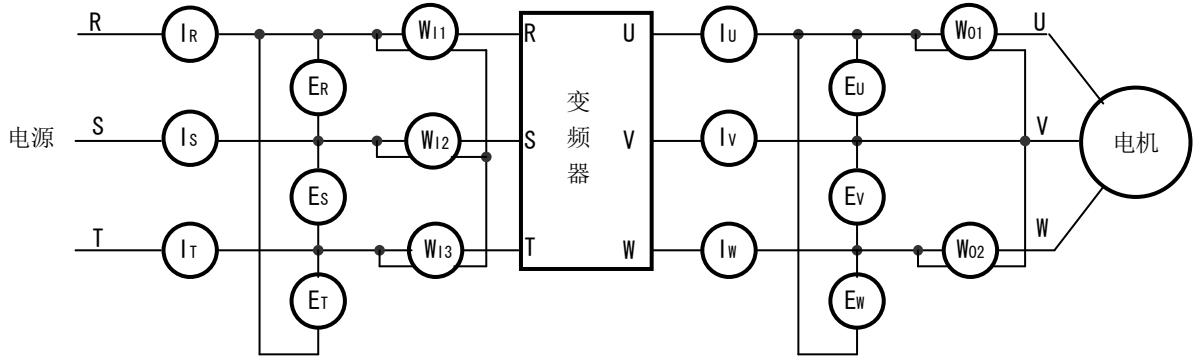 R IR WI1 R U IU WO1 U
ER EU
电源 S IS WI2 S 变频器 V IV V 电机
ES EV
T IT WI3 T W IW WO2 W
ET EW